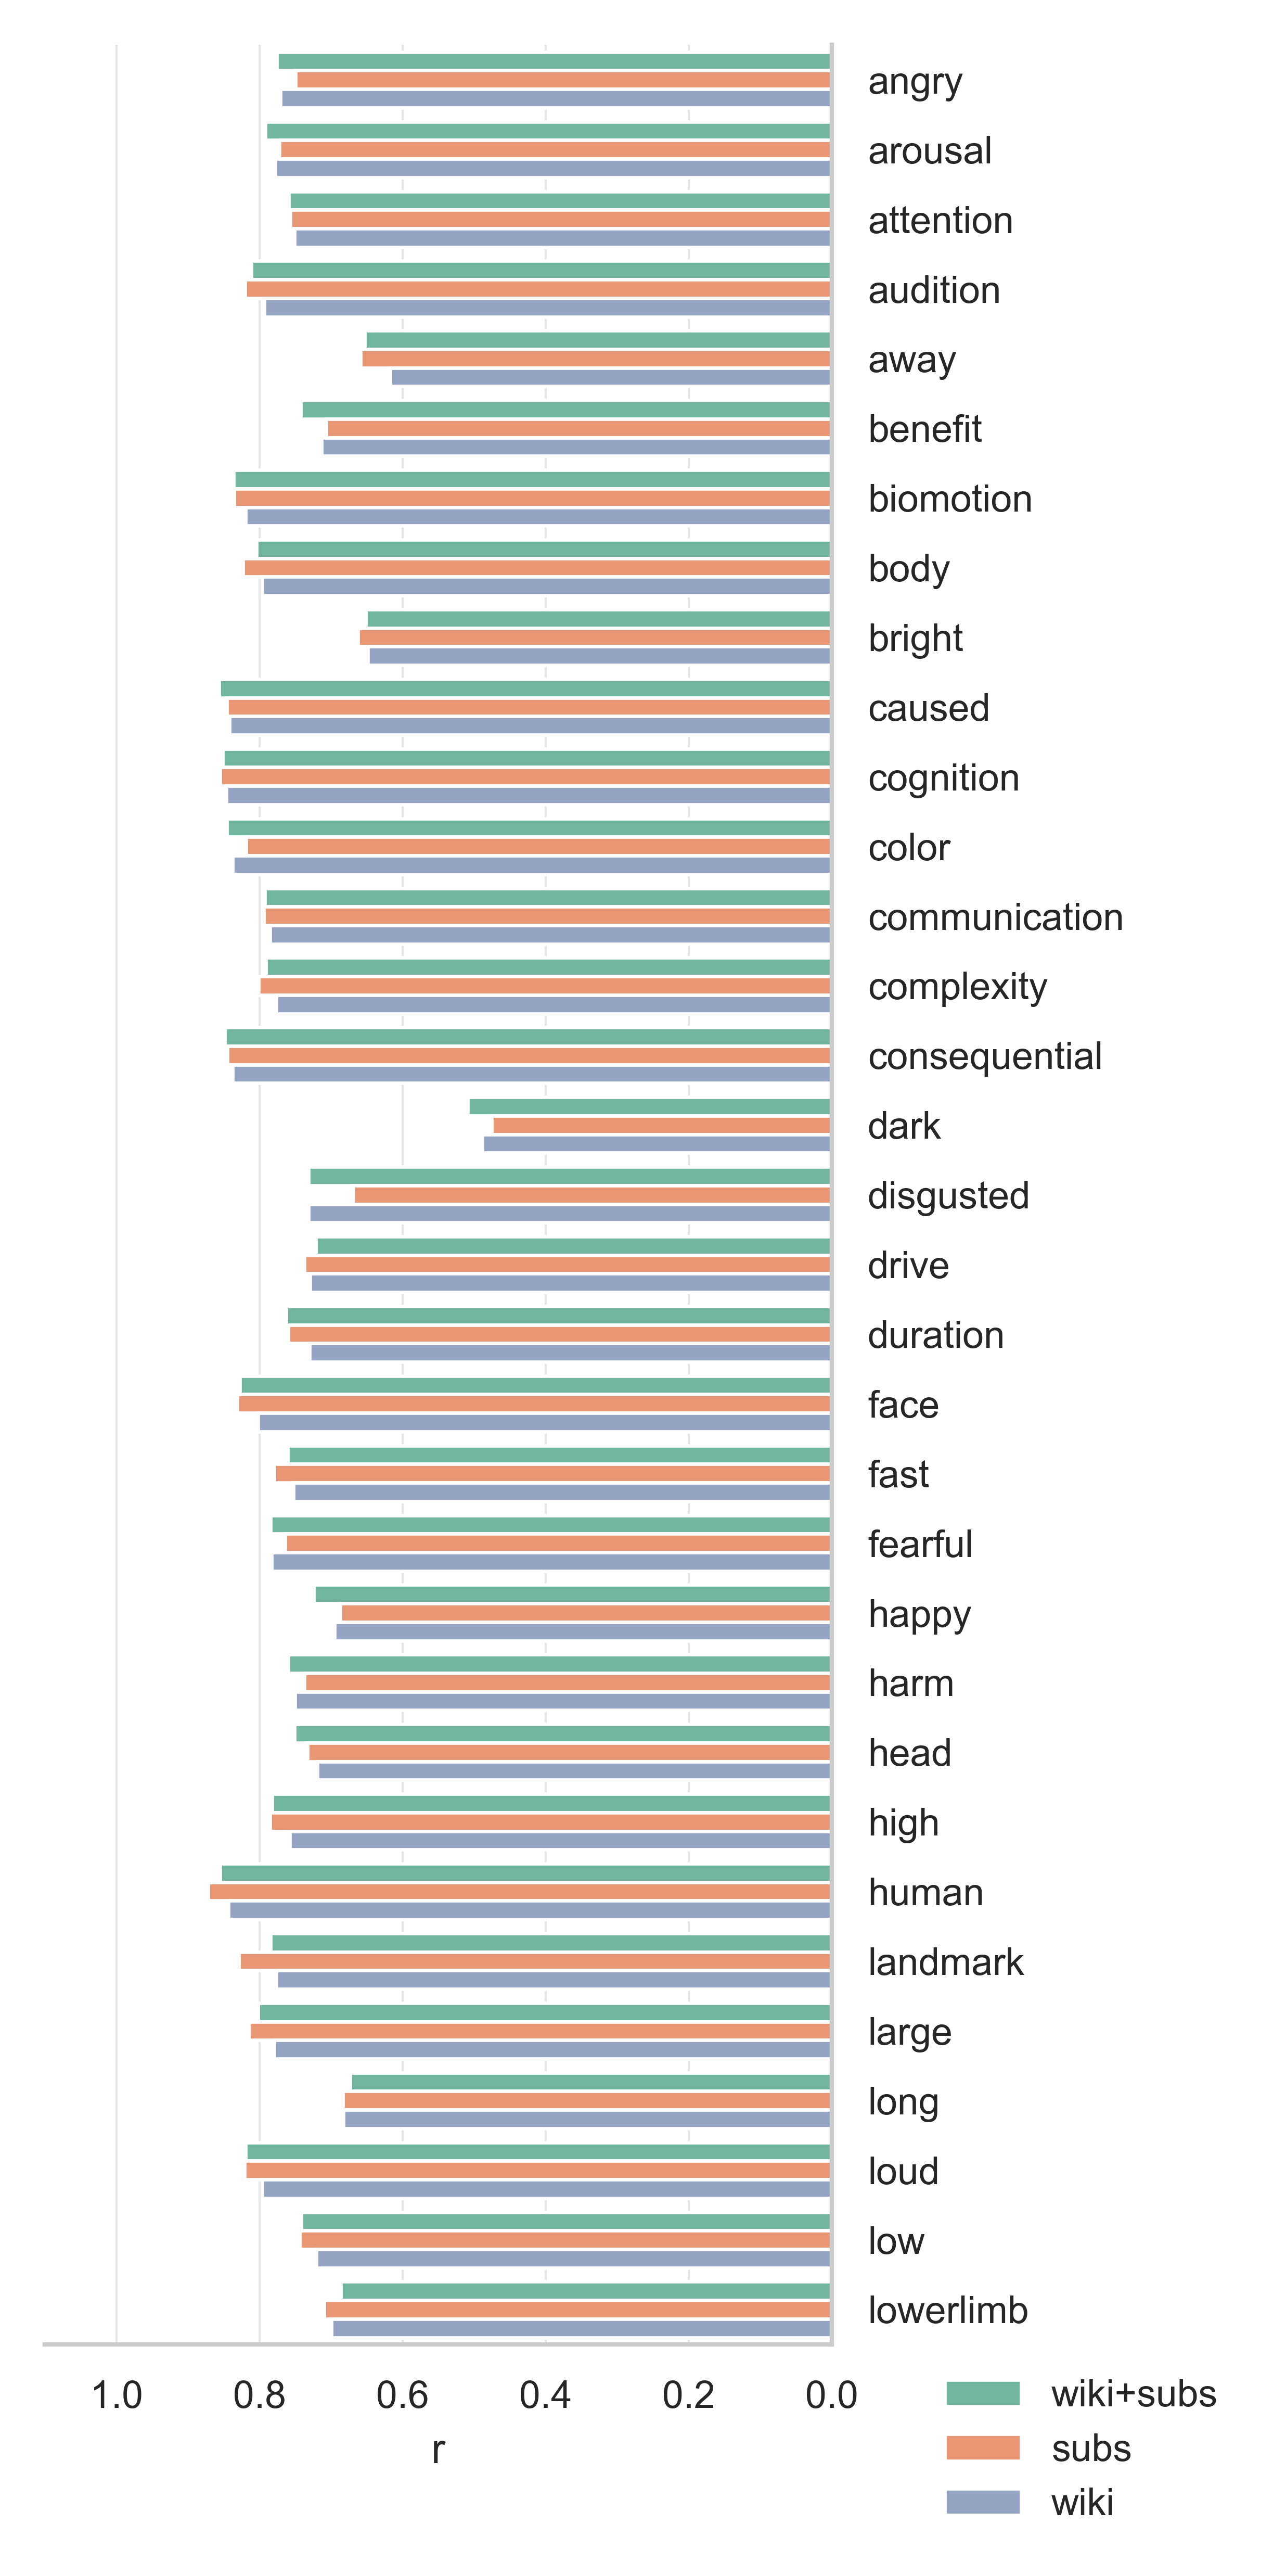 angry
arousal
attention
audition
away
benefit
biomotion
body
bright
caused
cognition
color
communication
complexity
consequential
dark
disgusted
drive
duration
face
fast
fearful
happy
harm
head
high
human
landmark
large
long
loud
low
lowerlimb
1.0 0.8 0.6 0.4 0.2 0.0
r
wiki+subs
subs
wiki